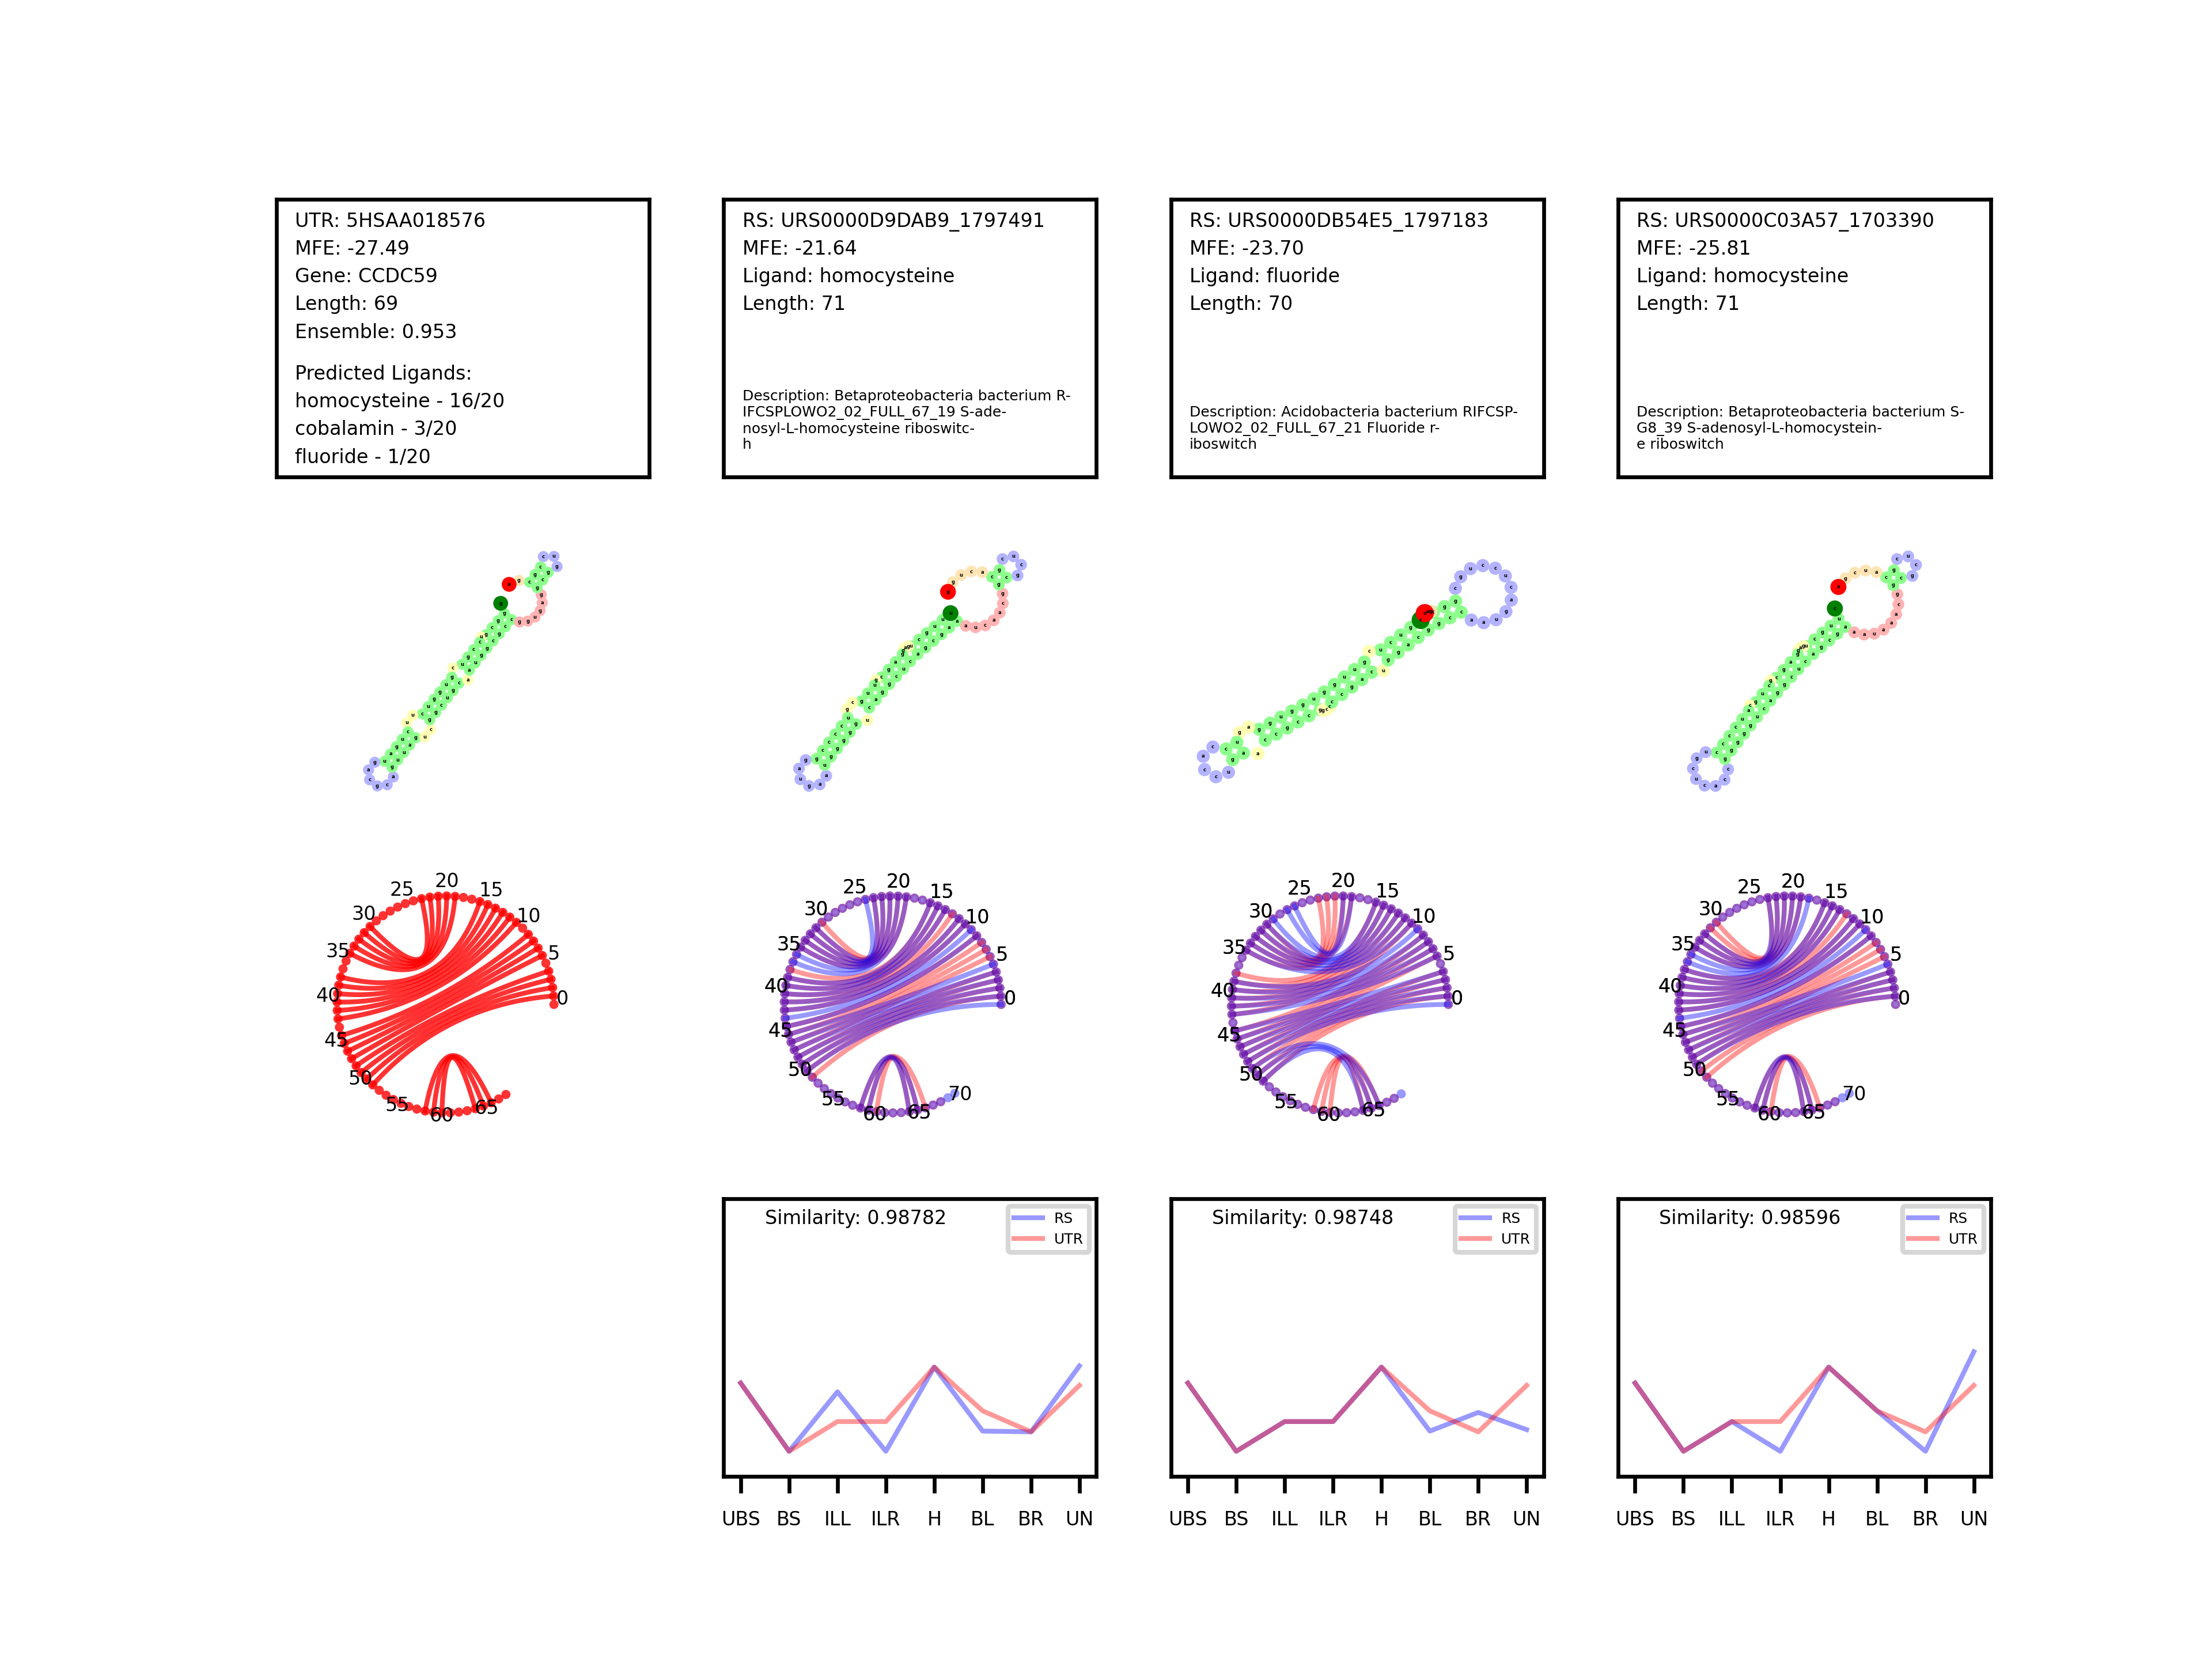 UTR: 5HSAA018576
MFE: -27.49
Gene: CCDC59
Length: 69
Ensemble: 0.953
Predicted Ligands:
homocysteine - 16/20
cobalamin - 3/20
fluoride - 1/20
RS: URS0000D9DAB9_1797491
MFE: -21.64
Ligand: homocysteine
Length: 71
Description: Betaproteobacteria bacterium R-
IFCSPLOWO2_02_FULL_67_19 S-ade-
nosyl-L-homocysteine riboswitc-
h
RS: URS0000DB54E5_1797183
MFE: -23.70
Ligand: fluoride
Length: 70
Description: Acidobacteria bacterium RIFCSP-
LOWO2_02_FULL_67_21 Fluoride r-
iboswitch
RS: URS0000C03A57_1703390
MFE: -25.81
Ligand: homocysteine
Length: 71
Description: Betaproteobacteria bacterium S-
G8_39 S-adenosyl-L-homocystein-
e riboswitch
0
5
10
15
20
25
30
35
40
45
50
55
60
65
0
5
10
15
20
25
30
35
40
45
50
55
60
65
70
0
5
10
15
20
25
30
35
40
45
50
55
60
65
0
5
10
15
20
25
30
35
40
45
50
55
60
65
70
Similarity: 0.98782
RS
UTR
UBS BS ILL ILR H BL BR UN
Similarity: 0.98748
RS
UTR
UBS BS ILL ILR H BL BR UN
Similarity: 0.98596
RS
UTR
UBS BS ILL ILR H BL BR UN